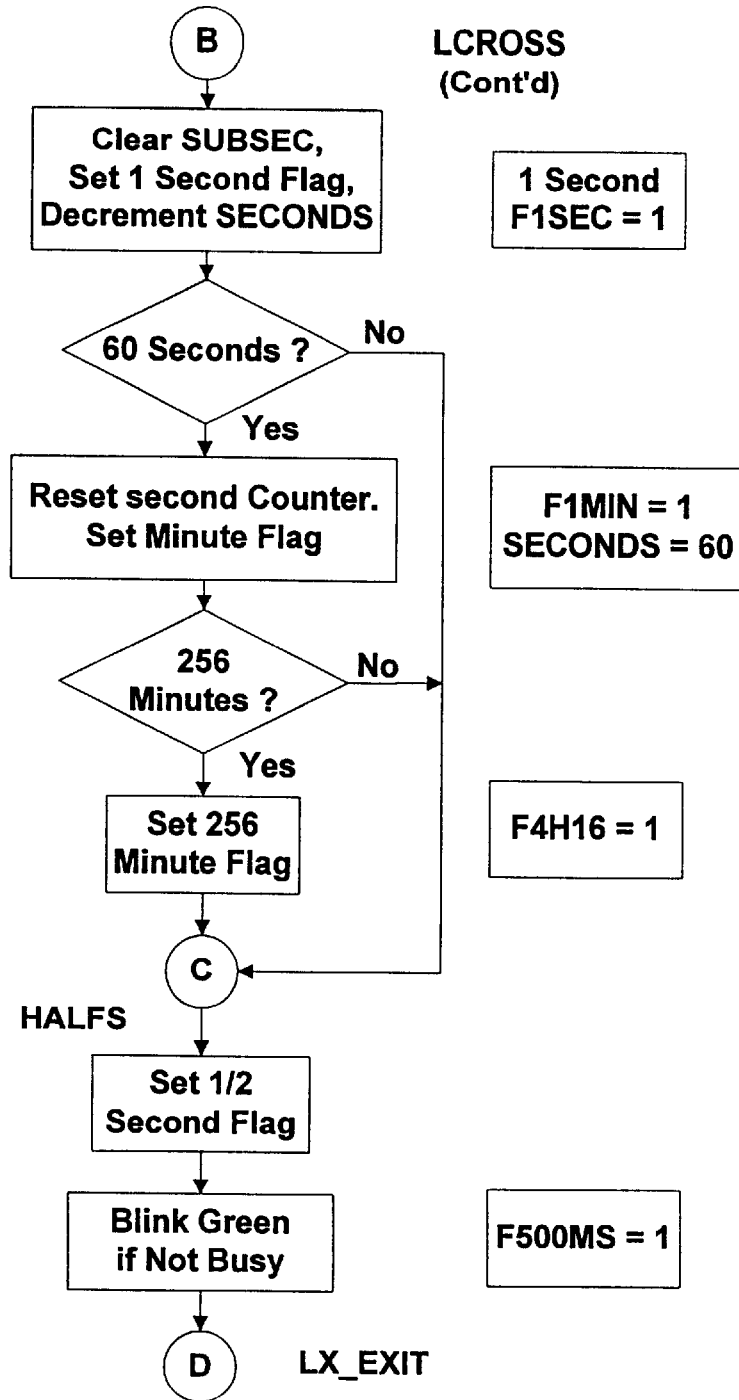 B
LCROSS
(Cont'd)
Clear SUBSEC,
Set 1 Second Flag,
Decrement SECONDS
1 Second
F1SEC = 1
60 Seconds ?
No
Yes
Reset second Counter.
Set Minute Flag
F1MIN = 1
SECONDS = 60
256
Minutes ?
No
Yes
Set 256
Minute Flag
F4H16 = 1
C
HALFS
Set 1/2
Second Flag
Blink Green
if Not Busy
F500MS = 1
D
LX_EXIT